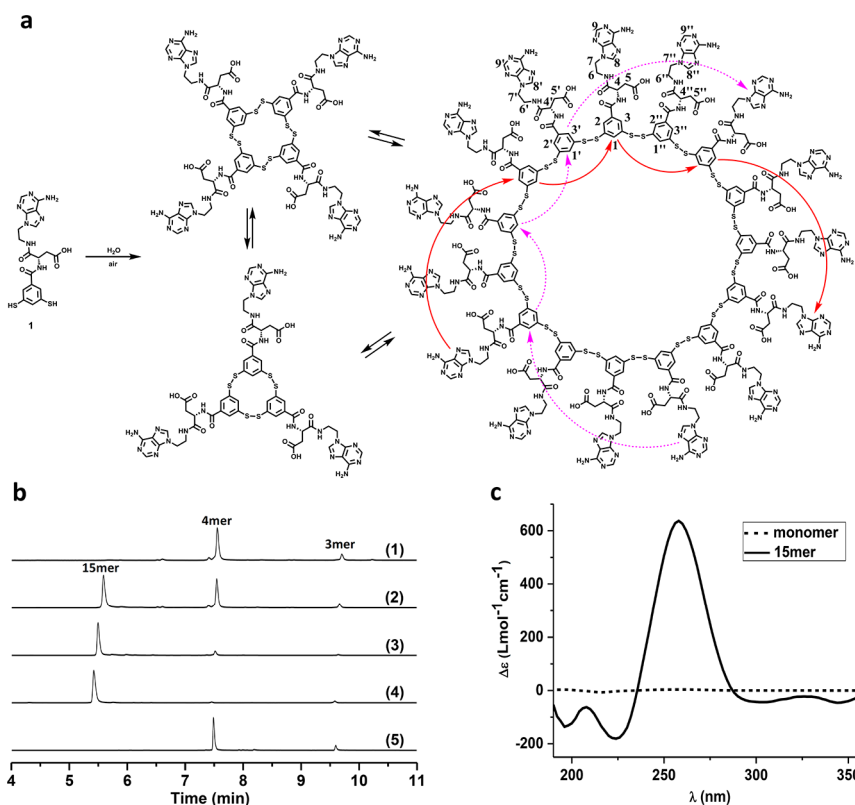 a
H₂O
air
1
HS
SH
NH₂
COOH
9'' 9 9'
8'' 8 8'
7'' 7 7'
6'' 6 6'
5'' 5 5'
4'' 4 4'
3'' 3 3'
2'' 2 2'
1'' 1 1'
b
4mer
3mer
(1)
15mer
(2)
(3)
(4)
(5)
4 5 6 7 8 9 10 11
Time (min)
c
monomer
15mer
600
400
200
0
-200
200 250 300 350
Δε (Lmol⁻¹cm⁻¹)
λ (nm)